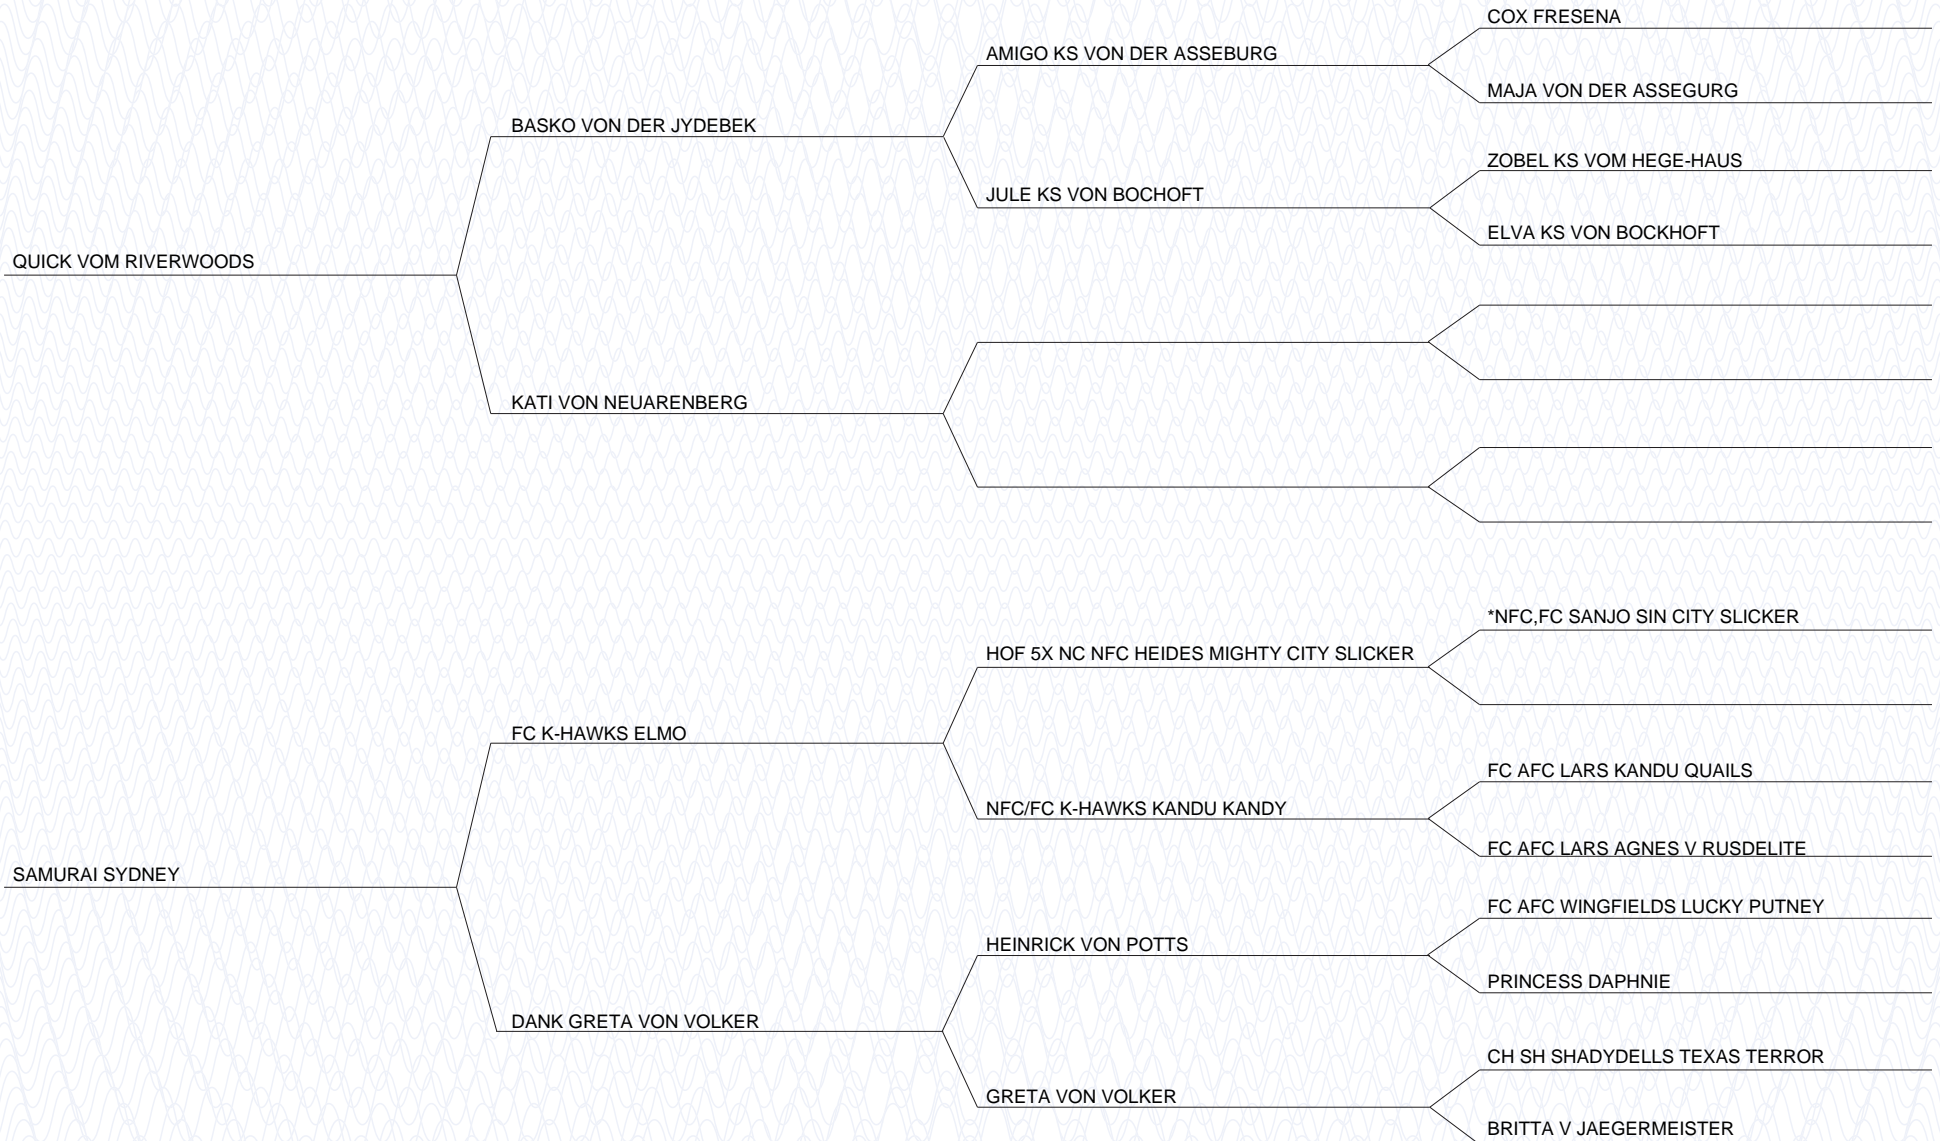 COX FRESENA
AMIGO KS VON DER ASSEBURG
MAJA VON DER ASSEGURG
BASKO VON DER JYDEBEK
ZOBEL KS VOM HEGE-HAUS
JULE KS VON BOCHOFT
ELVA KS VON BOCKHOFT
QUICK VOM RIVERWOODS
KATI VON NEUARENBERG
*NFC,FC SANJO SIN CITY SLICKER
HOF 5X NC NFC HEIDES MIGHTY CITY SLICKER
FC K-HAWKS ELMO
FC AFC LARS KANDU QUAILS
NFC/FC K-HAWKS KANDU KANDY
FC AFC LARS AGNES V RUSDELITE
SAMURAI SYDNEY
FC AFC WINGFIELDS LUCKY PUTNEY
HEINRICK VON POTTS
PRINCESS DAPHNIE
DANK GRETA VON VOLKER
CH SH SHADYDELLS TEXAS TERROR
GRETA VON VOLKER
BRITTA V JAEGERMEISTER